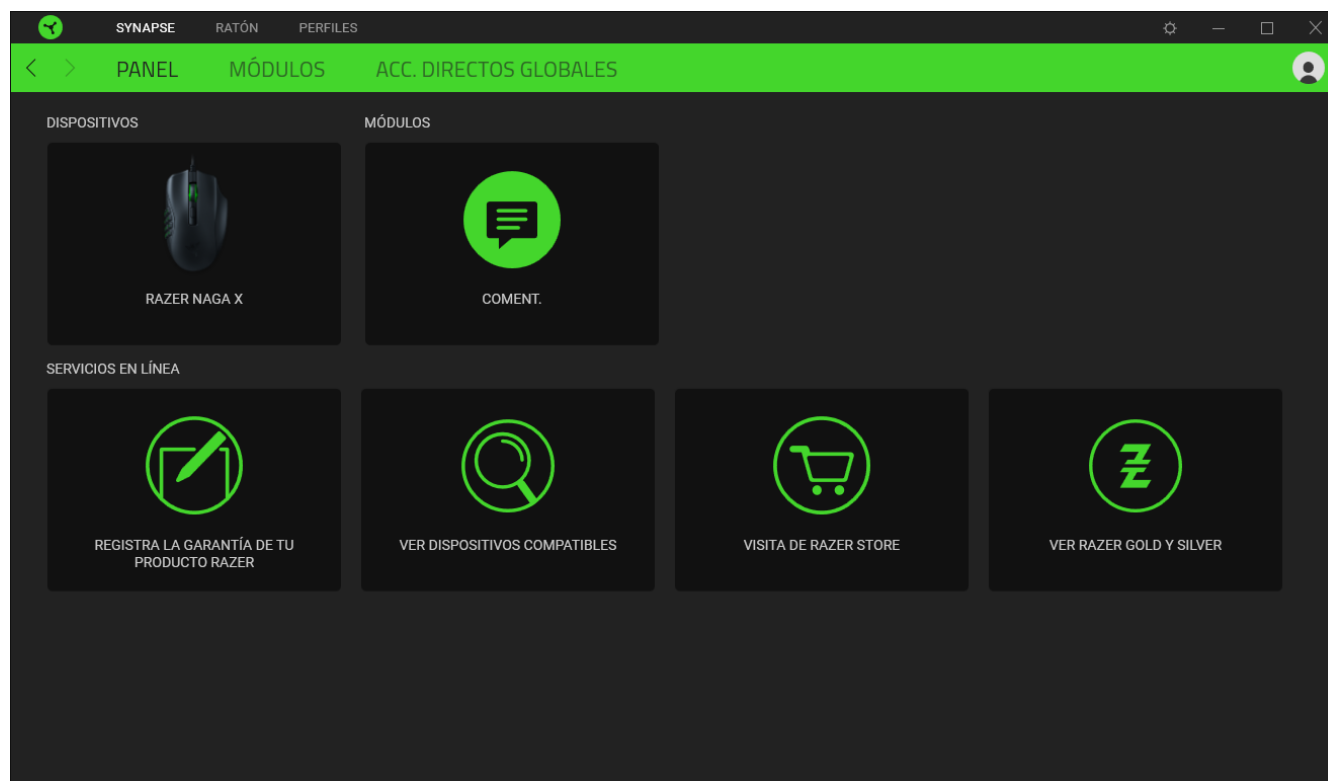 SYNAPSE RATÓN PERFILES
PANEL MÓDULOS ACC. DIRECTOS GLOBALES
DISPOSITIVOS MÓDULOS
RAZER NAGA X COMENT.
SERVICIOS EN LÍNEA
REGISTRA LA GARANTÍA DE TU
PRODUCTO RAZER
VER DISPOSITIVOS COMPATIBLES
VISITA DE RAZER STORE
VER RAZER GOLD Y SILVER